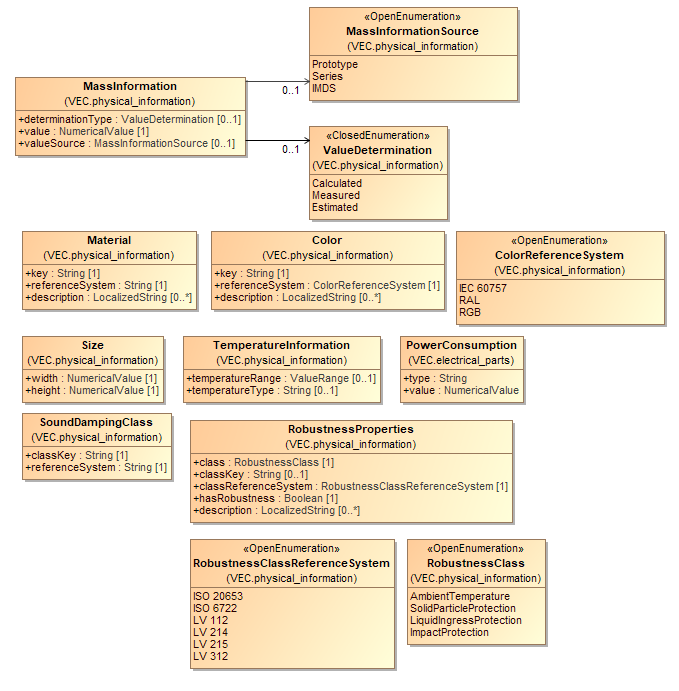 «OpenEnumeration»
MassInformationSource
(VEC.physical_information)
Prototype
Series
IMDS
MassInformation
(VEC.physical_information)
+determinationType : ValueDetermination [0..1]
+value : NumericalValue [1]
+valueSource : MassInformationSource [0..1]
0..1
0..1
«ClosedEnumeration»
ValueDetermination
(VEC.physical_information)
Calculated
Measured
Estimated
Material
(VEC.physical_information)
+key : String [1]
+referenceSystem : String [1]
+description : LocalizedString [0..*]
Color
(VEC.physical_information)
+key : String [1]
+referenceSystem : ColorReferenceSystem [1]
+description : LocalizedString [0..*]
«OpenEnumeration»
ColorReferenceSystem
(VEC.physical_information)
IEC 60757
RAL
RGB
Size
(VEC.physical_information)
+width : NumericalValue [1]
+height : NumericalValue [1]
TemperatureInformation
(VEC.physical_information)
+temperatureRange : ValueRange [0..1]
+temperatureType : String [0..1]
PowerConsumption
(VEC.electrical_parts)
+type : String
+value : NumericalValue
SoundDampingClass
(VEC.physical_information)
+classKey : String [1]
+referenceSystem : String [1]
RobustnessProperties
(VEC.physical_information)
+class : RobustnessClass [1]
+classKey : String [0..1]
+classReferenceSystem : RobustnessClassReferenceSystem [1]
+hasRobustness : Boolean [1]
+description : LocalizedString [0..*]
«OpenEnumeration»
RobustnessClassReferenceSystem
(VEC.physical_information)
ISO 20653
ISO 6722
LV 112
LV 214
LV 215
LV 312
«OpenEnumeration»
RobustnessClass
(VEC.physical_information)
AmbientTemperature
SolidParticleProtection
LiquidIngressProtection
ImpactProtection